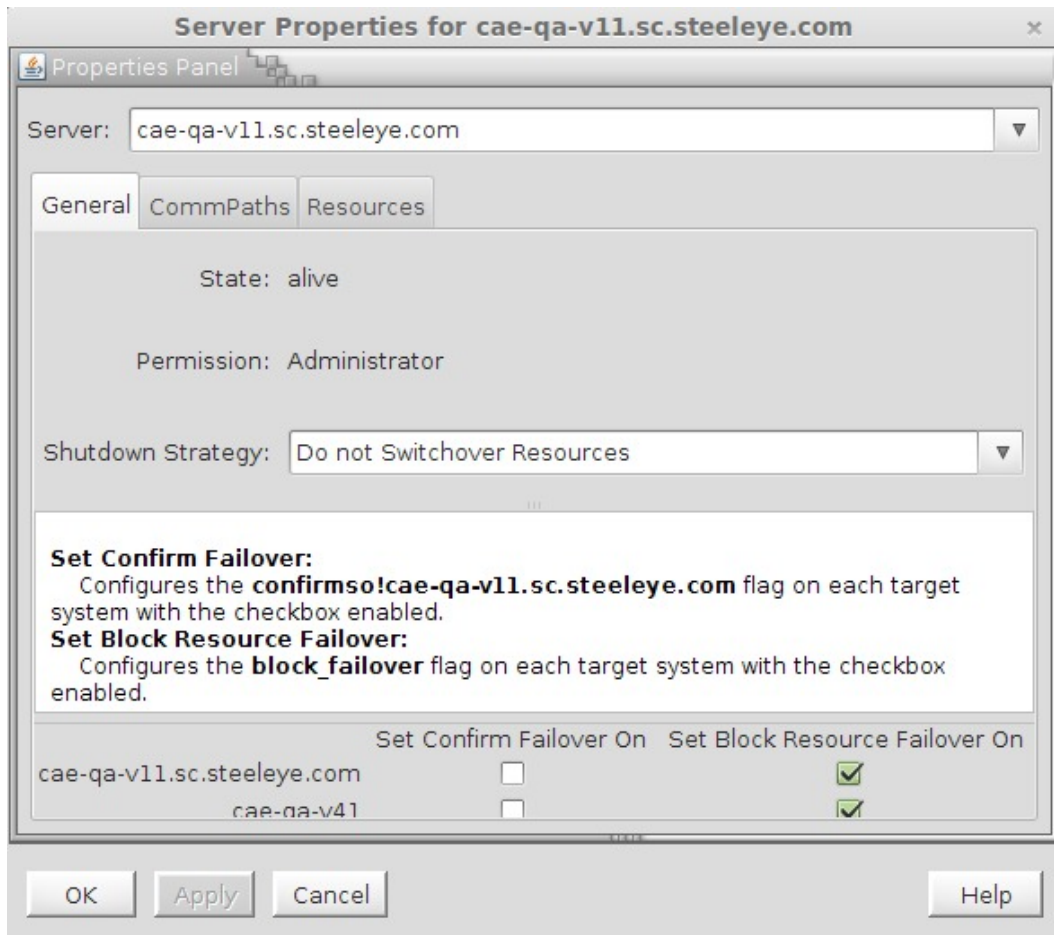 Server Properties for cae-qa-v11.sc.steeleye.com
Properties Panel
Server: cae-qa-v11.sc.steeleye.com
General CommPaths Resources
State: alive
Permission: Administrator
Shutdown Strategy: Do not Switchover Resources
Set Confirm Failover:
Configures the confirmso!cae-qa-v11.sc.steeleye.com flag on each target
system with the checkbox enabled.
Set Block Resource Failover:
Configures the block_failover flag on each target system with the checkbox
enabled.
Set Confirm Failover On Set Block Resource Failover On
cae-qa-v11.sc.steeleye.com
cae-qa-v41
OK Apply Cancel Help